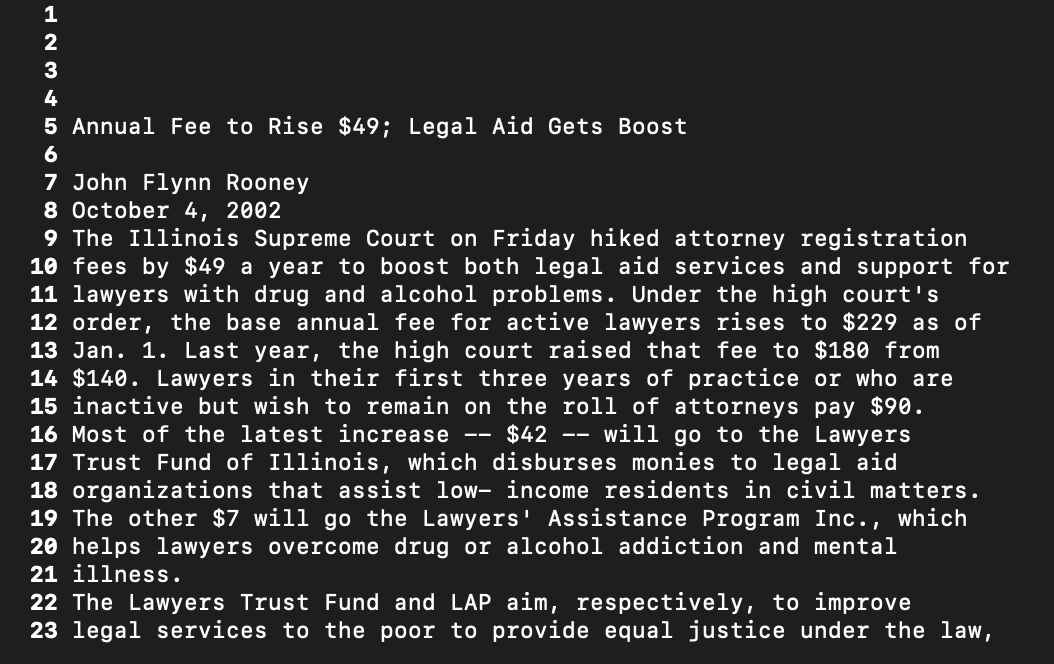 1
2
3
4
5 Annual Fee to Rise $49; Legal Aid Gets Boost
6
7 John Flynn Rooney
8 October 4, 2002
9 The Illinois Supreme Court on Friday hiked attorney registration
10 fees by $49 a year to boost both legal aid services and support for
11 lawyers with drug and alcohol problems. Under the high court's
12 order, the base annual fee for active lawyers rises to $229 as of
13 Jan. 1. Last year, the high court raised that fee to $180 from
14 $140. Lawyers in their first three years of practice or who are
15 inactive but wish to remain on the roll of attorneys pay $90.
16 Most of the latest increase -- $42 -- will go to the Lawyers
17 Trust Fund of Illinois, which disburses monies to legal aid
18 organizations that assist low- income residents in civil matters.
19 The other $7 will go the Lawyers' Assistance Program Inc., which
20 helps lawyers overcome drug or alcohol addiction and mental
21 illness.
22 The Lawyers Trust Fund and LAP aim, respectively, to improve
23 legal services to the poor to provide equal justice under the law,